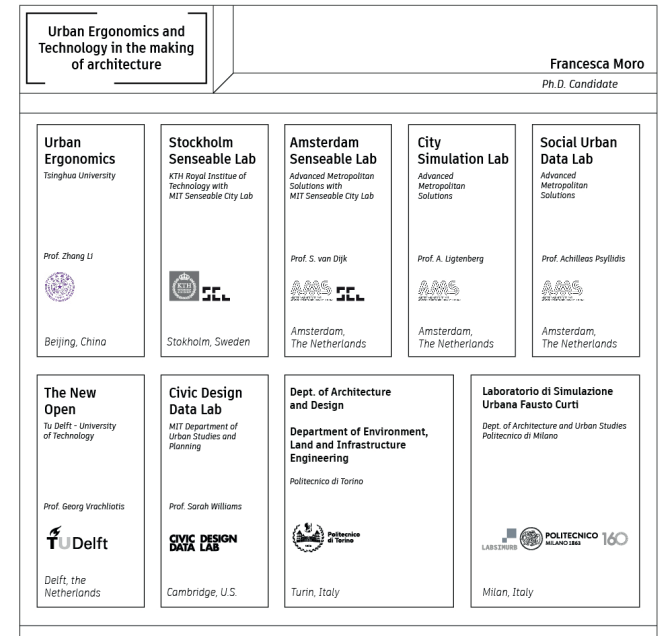 Urban Ergonomics and
Technology in the making
of architecture
Francesca Moro
Ph.D. Candidate
Urban
Ergonomics
Tsinghua University
Prof. Zhang LI
Beijing, China
Stockholm
Senseable Lab
KTH Royal Institue of
Technology with
MIT Senseable City Lab
KTH
SCL
Stokholm, Sweden
Amsterdam
Senseable Lab
Advanced Metropolitan
Solutions with
MIT Senseable City Lab
Prof. S. van Dijk
AMS
SCL
Amsterdam,
The Netherlands
City
Simulation Lab
Advanced
Metropolitan
Solutions
Prof. A. Ligtenberg
AMS
Amsterdam,
The Netherlands
Social Urban
Data Lab
Advanced
Metropolitan
Solutions
Prof. Achilleas Psyllidis
AMS
Amsterdam,
The Netherlands
The New
Open
Tu Delft - University
of Technology
Prof. Georg Vrachliotis
TUDelft
Delft, the
Netherlands
Civic Design
Data Lab
MIT Department of
Urban Studies and
Planning
Prof. Sarah Williams
CIVIC DESIGN
DATA LAB
Cambridge, U.S.
Dept. of Architecture
and Design
Department of Environment,
Land and Infrastructure
Engineering
Politecnico di Torino
Politecnico
di Torino
Turin, Italy
Laboratorio di Simulazione
Urbana Fausto Curti
Dept. of Architecture and Urban Studies
Politecnico di Milano
LABSIMURB
POLITECNICO
MILANO 1863
160
Milan, Italy